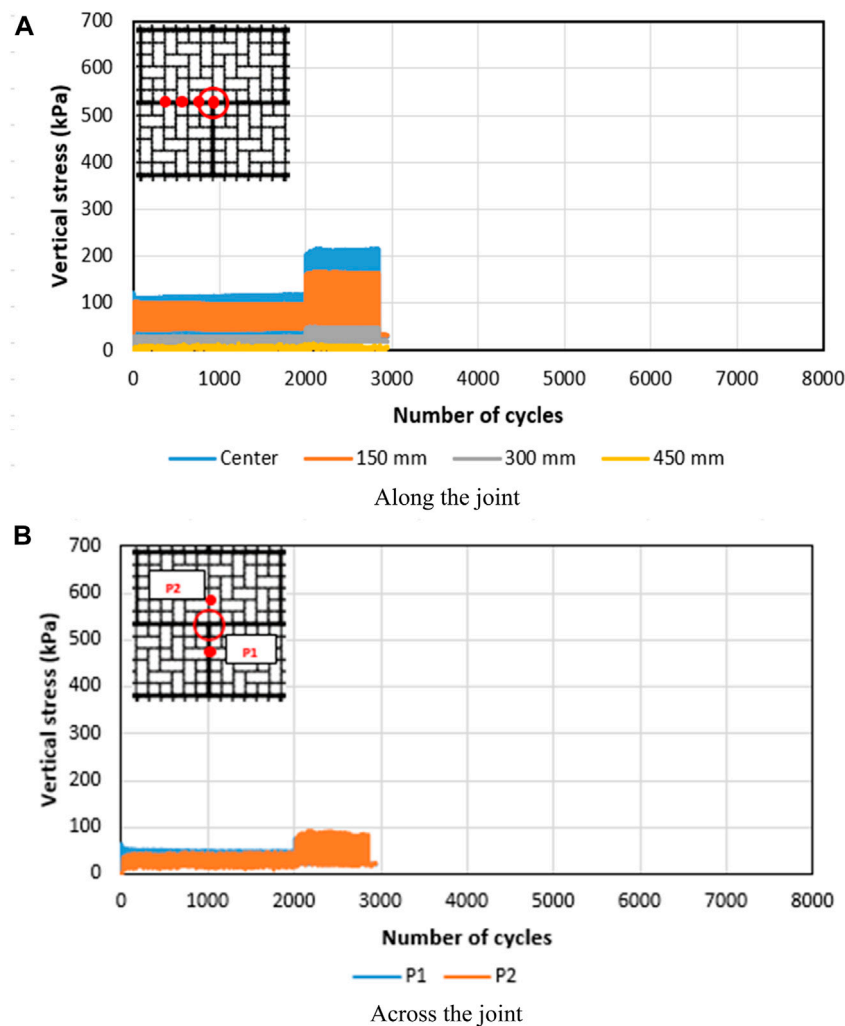 A
700
600
500
400
300
200
100
0
Vertical stress (kPa)
0 1000 2000 3000 4000 5000 6000 7000 8000
Number of cycles
Center 150 mm 300 mm 450 mm
Along the joint
B
700
600
500
400
300
200
100
0
Vertical stress (kPa)
P2
P1
0 1000 2000 3000 4000 5000 6000 7000 8000
Number of cycles
P1 P2
Across the joint